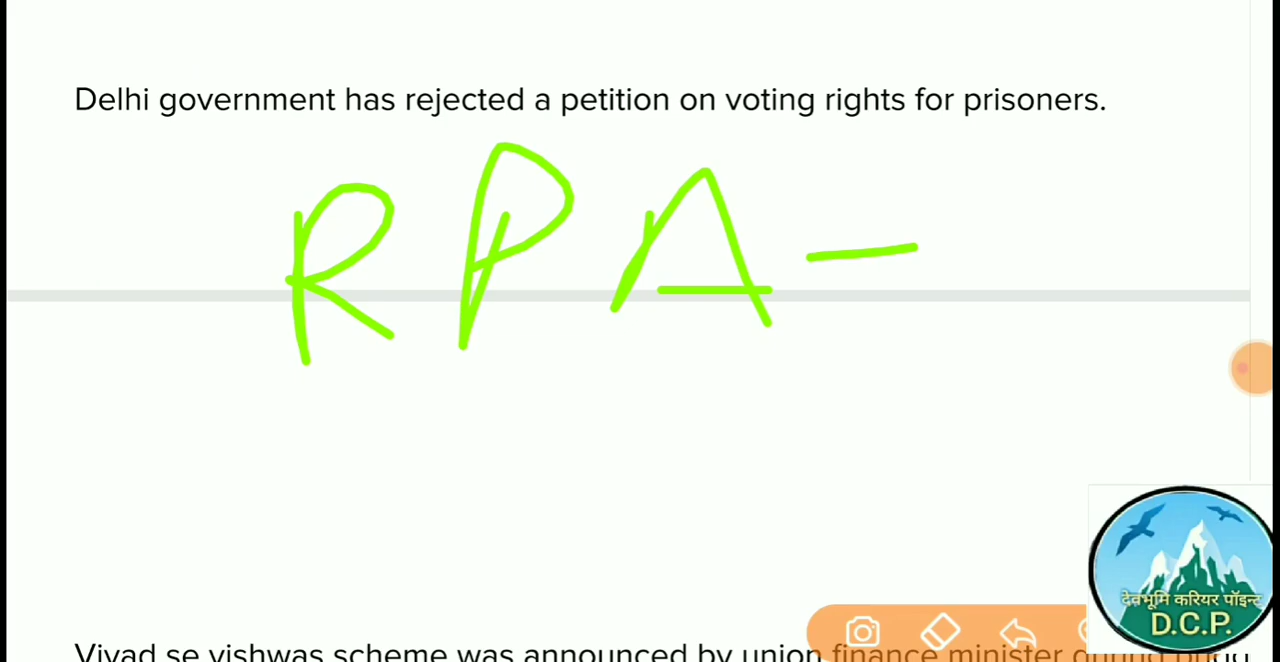 Delhi government has rejected a petition on voting rights for prisoners.
RPA-
देवभूमि करियर पॉइन्ट
D.C.P.
Vivad se vishwas scheme was announced by union finance minister during